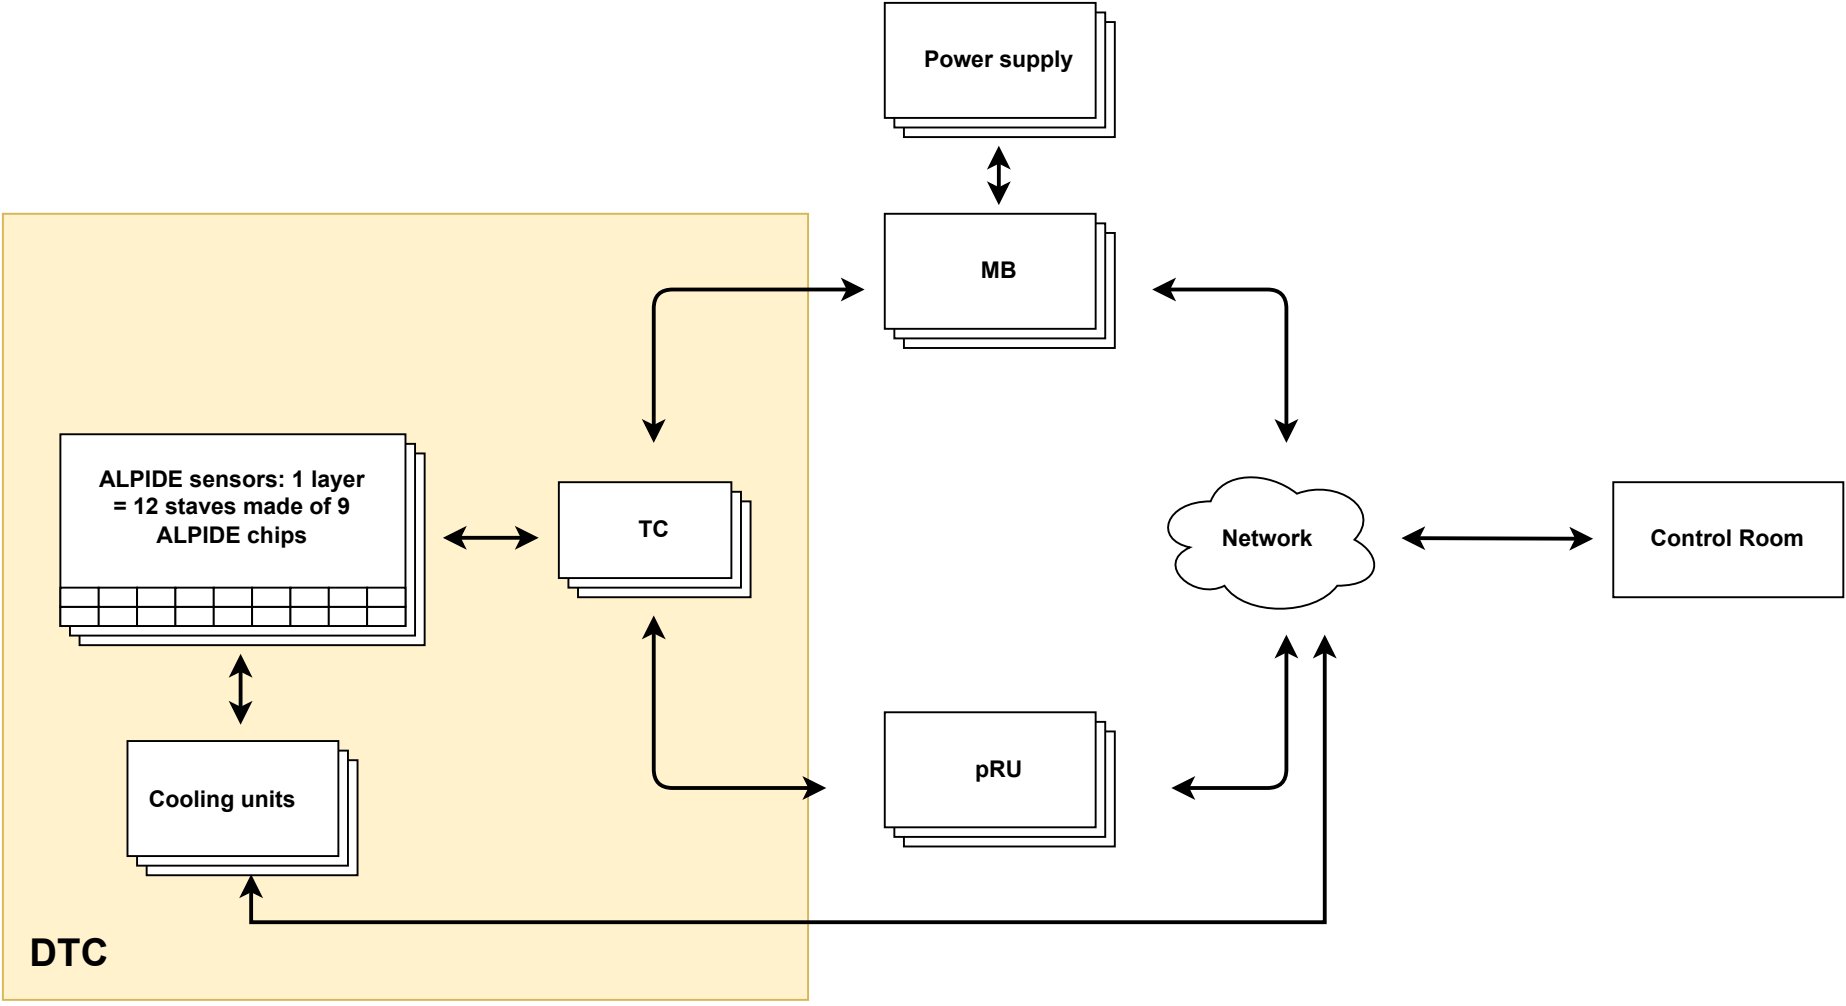 Power supply
MB
ALPIDE sensors: 1 layer
= 12 staves made of 9
ALPIDE chips
TC
Network
Control Room
Cooling units
pRU
DTC